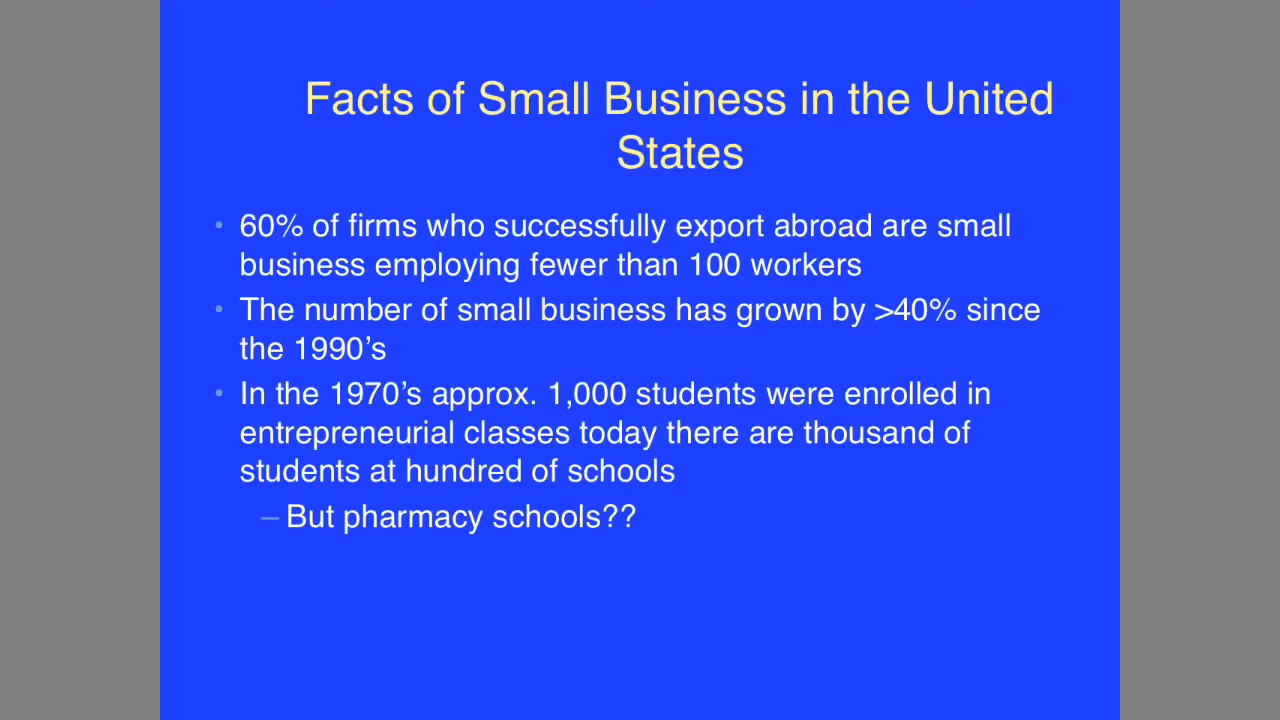 Facts of Small Business in the United
States
• 60% of firms who successfully export abroad are small
business employing fewer than 100 workers
• The number of small business has grown by >40% since
the 1990’s
• In the 1970’s approx. 1,000 students were enrolled in
entrepreneurial classes today there are thousand of
students at hundred of schools
– But pharmacy schools??